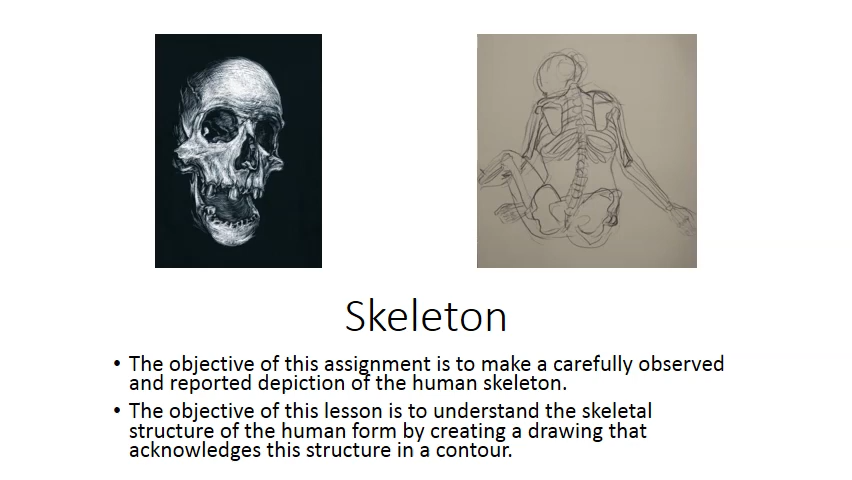 Skeleton
• The objective of this assignment is to make a carefully observed
and reported depiction of the human skeleton.
• The objective of this lesson is to understand the skeletal
structure of the human form by creating a drawing that
acknowledges this structure in a contour.